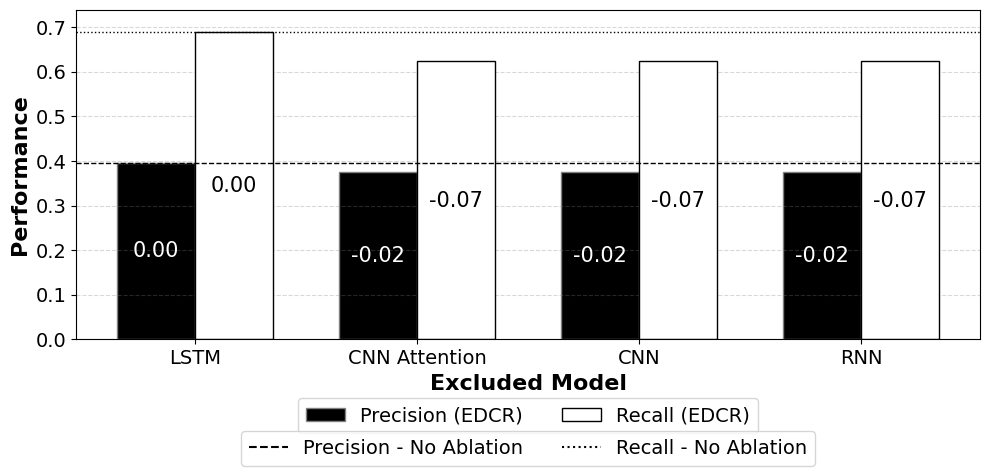 Performance
0.7
0.6
0.5
0.4
0.3
0.2
0.1
0.0
0.00
0.00
-0.02
-0.07
-0.02
-0.07
-0.02
-0.07
LSTM
CNN Attention
CNN
RNN
Excluded Model
Precision (EDCR)
Recall (EDCR)
Precision - No Ablation
Recall - No Ablation